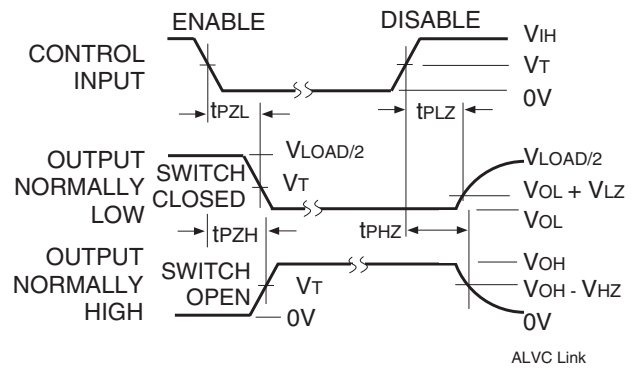 ENABLE
DISABLE
CONTROL
INPUT
VIH
VT
0V
tPZL
tPLZ
OUTPUT
NORMALLY
LOW
SWITCH
CLOSED
VLOAD/2
VT
VLOAD/2
VOL + VLZ
VOL
tPZH
tPHZ
OUTPUT
NORMALLY
HIGH
SWITCH
OPEN
VT
0V
VOH
VOH - VHZ
0V
ALVC Link